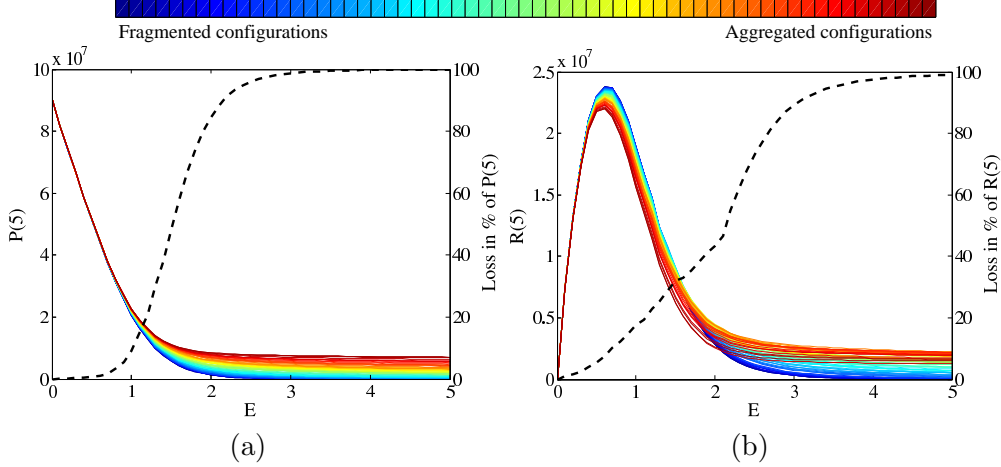 Fragmented configurations Aggregated configurations
x 10^7
10
8
6
4
2
0
P(5)
0 1 2 3 4 5
E
100
80
60
40
20
0
Loss in % of P(5)
(a)
x 10^7
2.5
2
1.5
1
0.5
0
R(5)
0 1 2 3 4 5
E
100
80
60
40
20
0
Loss in % of R(5)
(b)